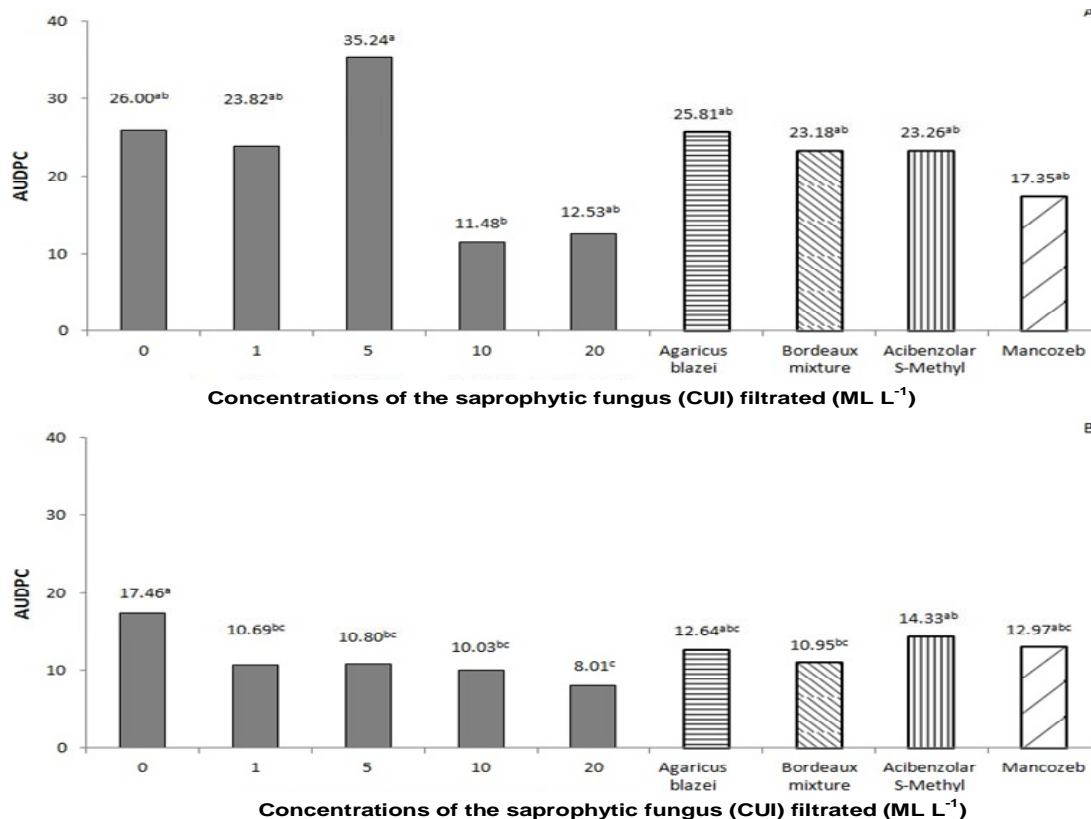 40
A
35.24ᵃ
30
26.00ᵃᵇ
23.82ᵃᵇ
25.81ᵃᵇ
23.18ᵃᵇ
23.26ᵃᵇ
AUDPC
20
17.35ᵃᵇ
11.48ᵇ
12.53ᵃᵇ
10
0
0 1 5 10 20 Agaricus blazei Bordeaux mixture Acibenzolar S-Methyl Mancozeb
Concentrations of the saprophytic fungus (CUI) filtrated (ML L⁻¹)
40
B
30
AUDPC
20
17.46ᵃ
10.69ᵇᶜ
10.80ᵇᶜ
10.03ᵇᶜ
8.01ᶜ
12.64ᵃᵇᶜ
10.95ᵇᶜ
14.33ᵃᵇ
12.97ᵃᵇᶜ
10
0
0 1 5 10 20 Agaricus blazei Bordeaux mixture Acibenzolar S-Methyl Mancozeb
Concentrations of the saprophytic fungus (CUI) filtrated (ML L⁻¹)